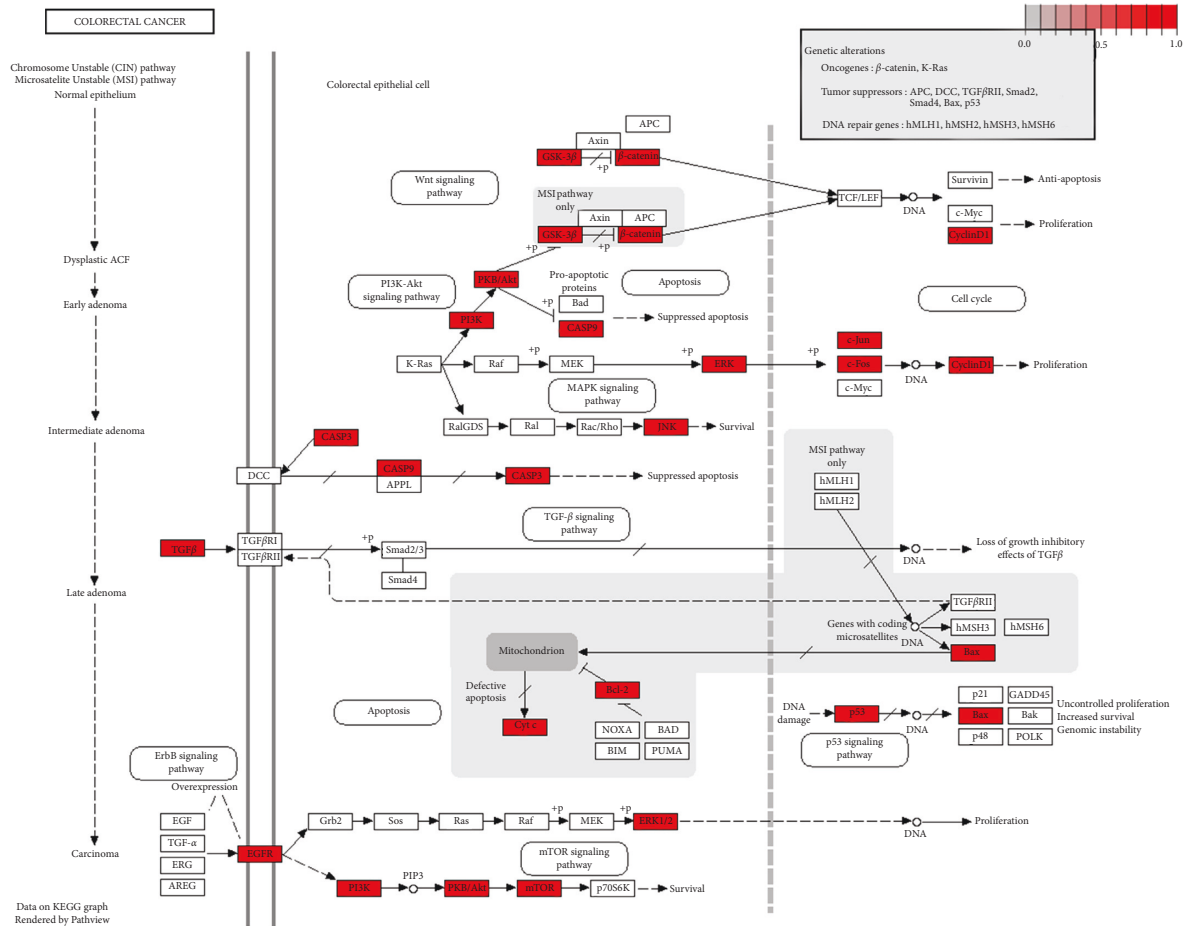 COLORECTAL CANCER
0.0
0.5
1.0
Genetic alterations
Oncogenes : β-catenin, K-Ras
Tumor suppressors : APC, DCC, TGFβRII, Smad2,
Smad4, Bax, p53
DNA repair genes : hMLH1, hMSH2, hMSH3, hMSH6
Chromosome Unstable (CIN) pathway
Microsatelite Unstable (MSI) pathway
Normal epithelium
Colorectal epithelial cell
APC
Axin
GSK-3β
+p
β-catenin
Wnt signaling
pathway
MSI pathway
only
Axin
APC
GSK-3β
+p
β-catenin
+p
TCF/LEF
DNA
Survivin
Anti-apoptosis
c-Myc
CyclinD1
Proliferation
Dysplastic ACF
PI3K-Akt
signaling pathway
PKB/Akt
Pro-apoptotic
proteins
+p
Bad
CASP9
Suppressed apoptosis
Apoptosis
Cell cycle
Early adenoma
PI3K
K-Ras
Raf
+p
MEK
+p
ERK
+p
c-Jun
c-Fos
c-Myc
DNA
CyclinD1
Proliferation
MAPK signaling
pathway
Intermediate adenoma
RalGDS
Ral
Rac/Rho
JNK
Survival
CASP3
DCC
CASP9
APPL
CASP3
Suppressed apoptosis
MSI pathway
only
hMLH1
hMLH2
TGF-β signaling
pathway
TGFβ
TGFβRI
TGFβRII
+p
Smad2/3
Smad4
DNA
Loss of growth inhibitory
effects of TGFβ
Late adenoma
TGFβRII
Genes with coding
microsatellites
DNA
hMSH3
hMSH6
Bax
Mitochondrion
Defective
apoptosis
Bcl-2
Cyt c
NOXA
BAD
BIM
PUMA
Apoptosis
DNA
damage
p53
DNA
p21
GADD45
Bax
Bak
p48
POLK
Uncontrolled proliferation
Increased survival
Genomic instability
p53 signaling
pathway
ErbB signaling
pathway
Overexpression
EGF
TGF-α
ERG
AREG
EGFR
Grb2
Sos
Ras
Raf
+p
MEK
+p
ERK1/2
DNA
Proliferation
Carcinoma
mTOR signaling
pathway
PI3K
PIP3
PKB/Akt
mTOR
p70S6K
Survival
Data on KEGG graph
Rendered by Pathview